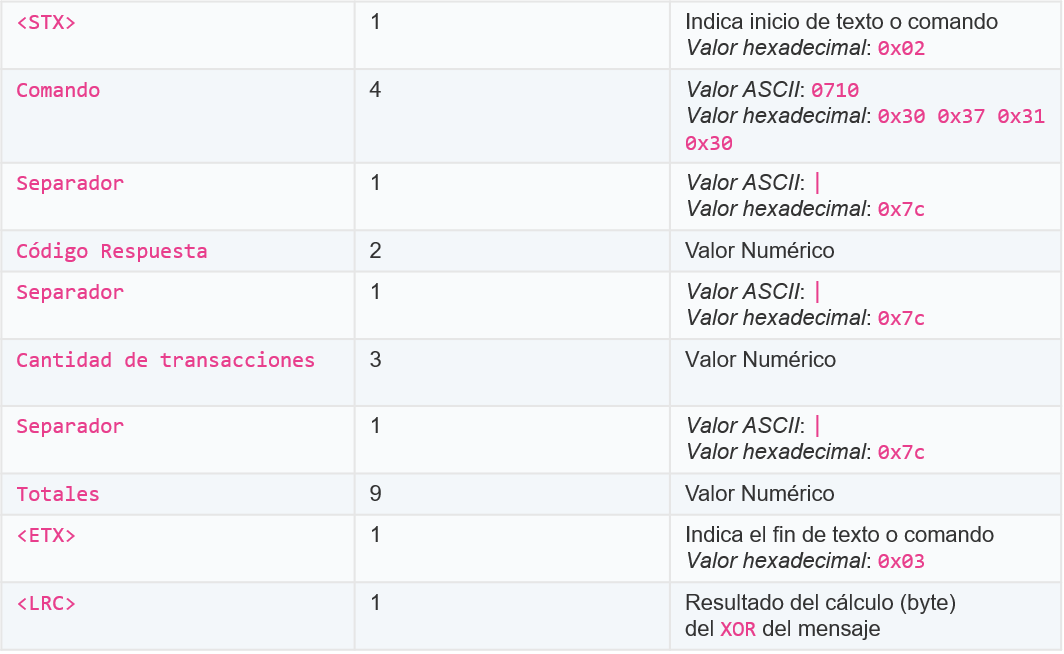 <STX> 1 Indica inicio de texto o comando
Valor hexadecimal: 0x02
Comando 4 Valor ASCII: 0710
Valor hexadecimal: 0x30 0x37 0x31
0x30
Separador 1 Valor ASCII: |
Valor hexadecimal: 0x7c
Código Respuesta 2 Valor Numérico
Separador 1 Valor ASCII: |
Valor hexadecimal: 0x7c
Cantidad de transacciones 3 Valor Numérico
Separador 1 Valor ASCII: |
Valor hexadecimal: 0x7c
Totales 9 Valor Numérico
<ETX> 1 Indica el fin de texto o comando
Valor hexadecimal: 0x03
<LRC> 1 Resultado del cálculo (byte)
del XOR del mensaje